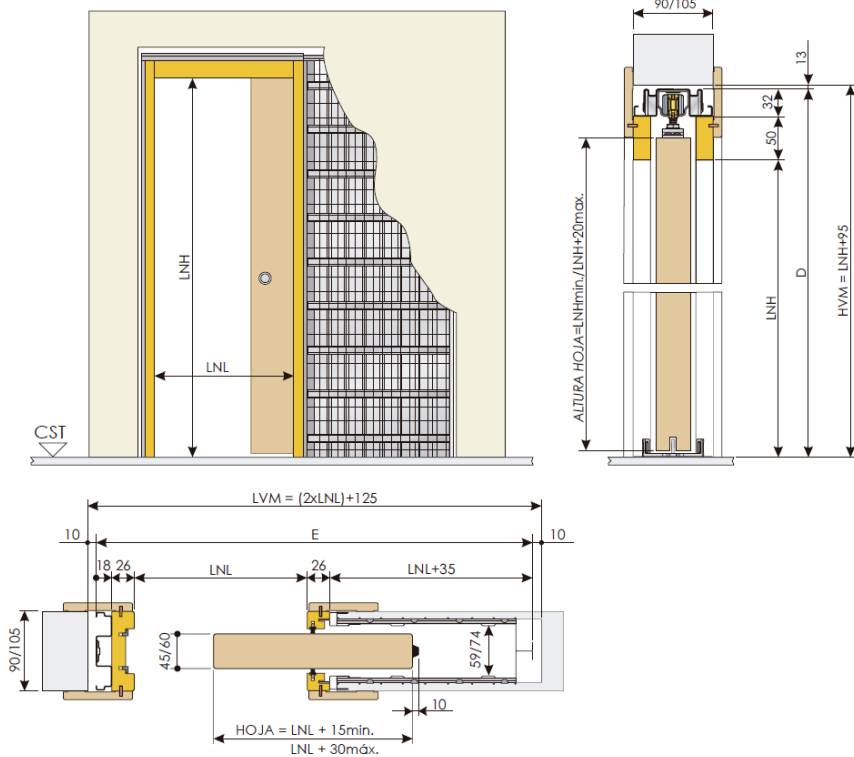 90/105
13
32
50
LNH
LNL
CST
ALTURA HOJA=LNHmin./LNH+20max.
LNH
D
HVM = LNH+95
LVM = (2xLNL)+125
10
E
10
18
26
LNL
26
LNL+35
90/105
45/60
59/74
10
HOJA = LNL + 15min.
LNL + 30máx.